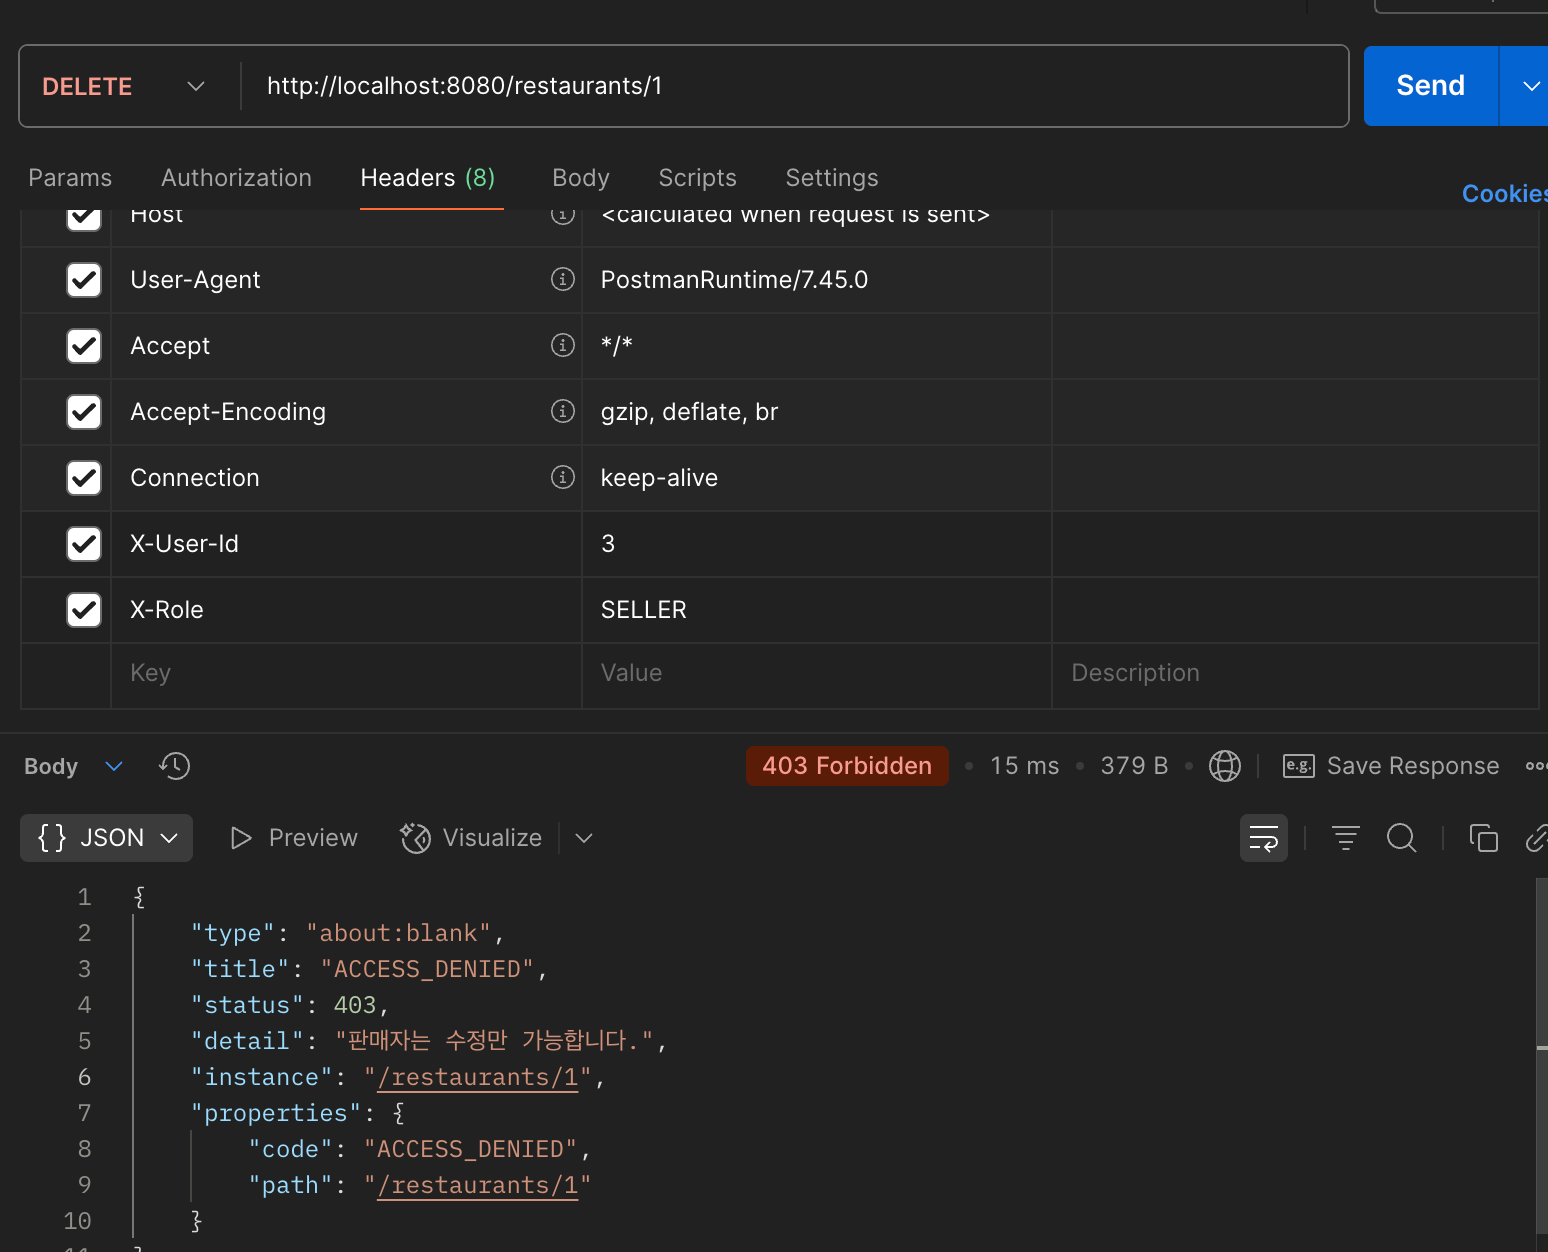 DELETE http://localhost:8080/restaurants/1 Send
Params Authorization Headers (8) Body Scripts Settings Cookies
Host <calculated when request is sent>
User-Agent PostmanRuntime/7.45.0
Accept */*
Accept-Encoding gzip, deflate, br
Connection keep-alive
X-User-Id 3
X-Role SELLER
Key Value Description
Body 403 Forbidden • 15 ms • 379 B • e.g. Save Response
{} JSON Preview Visualize
1 {
2 "type": "about:blank",
3 "title": "ACCESS_DENIED",
4 "status": 403,
5 "detail": "판매자는 수정만 가능합니다.",
6 "instance": "/restaurants/1",
7 "properties": {
8 "code": "ACCESS_DENIED",
9 "path": "/restaurants/1"
10 }